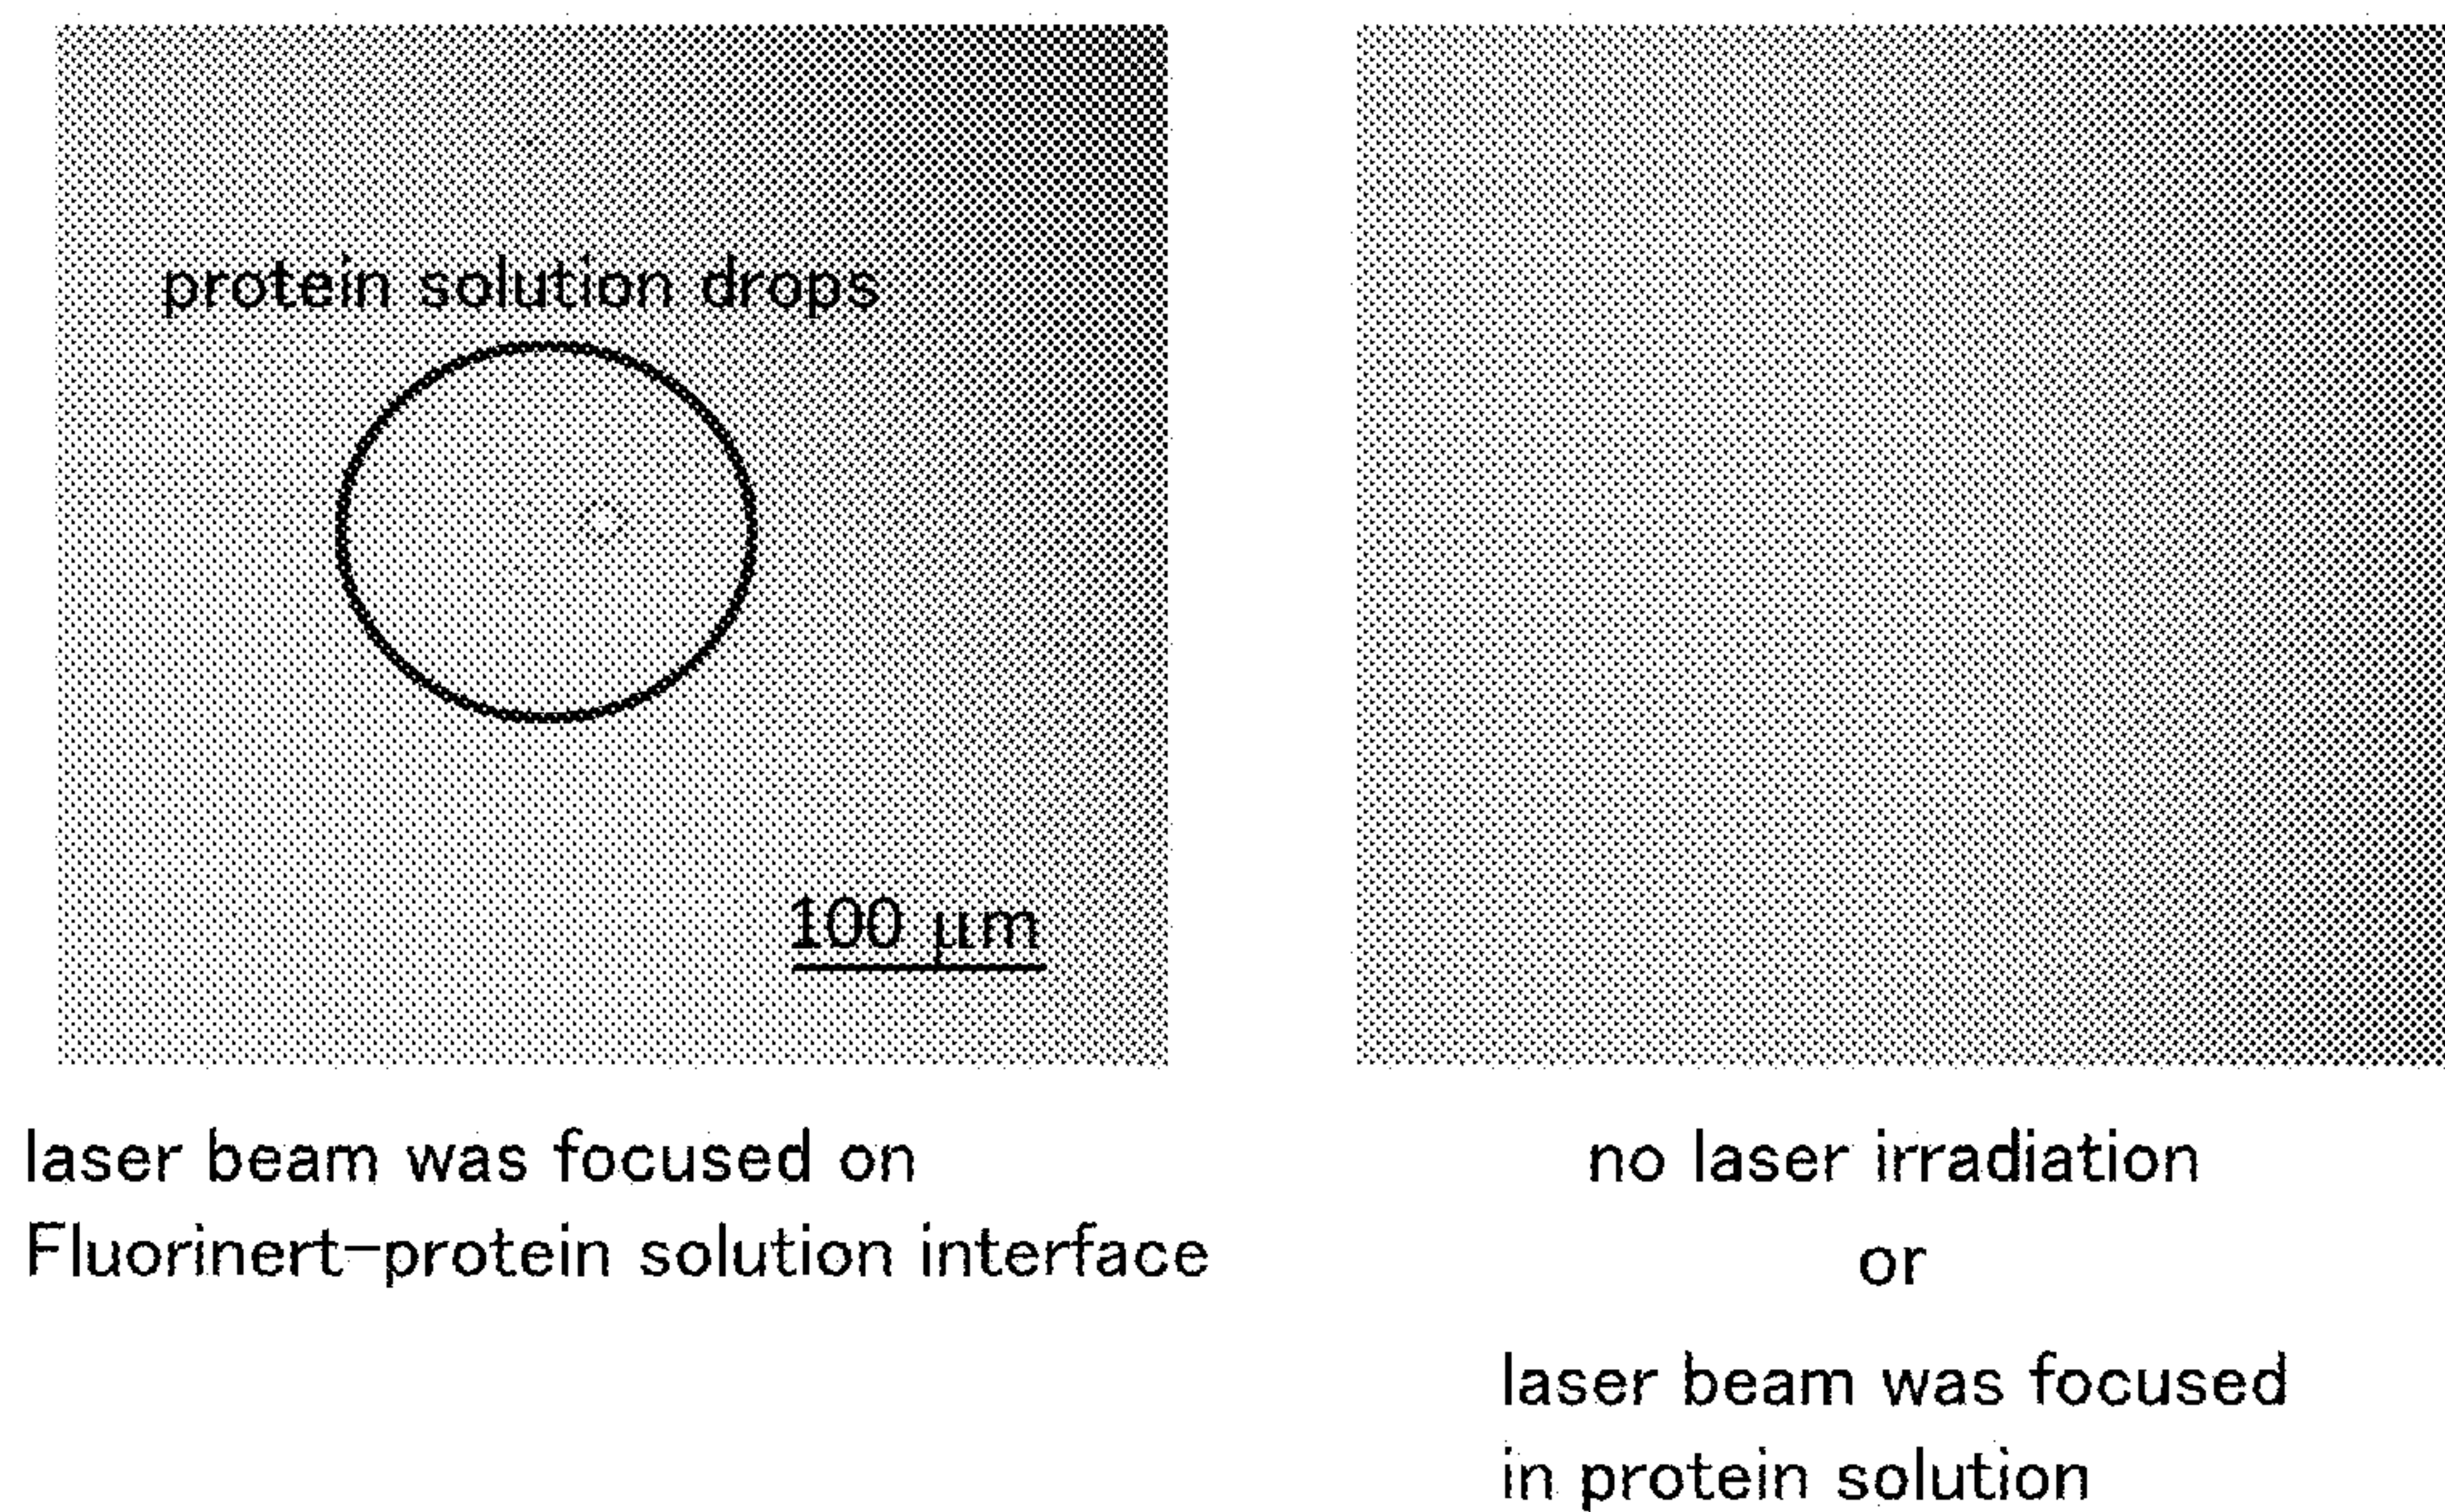 protein solution drops
100 μm
laser beam was focused on
Fluorinert-protein solution interface
no laser irradiation
or
laser beam was focused
in protein solution